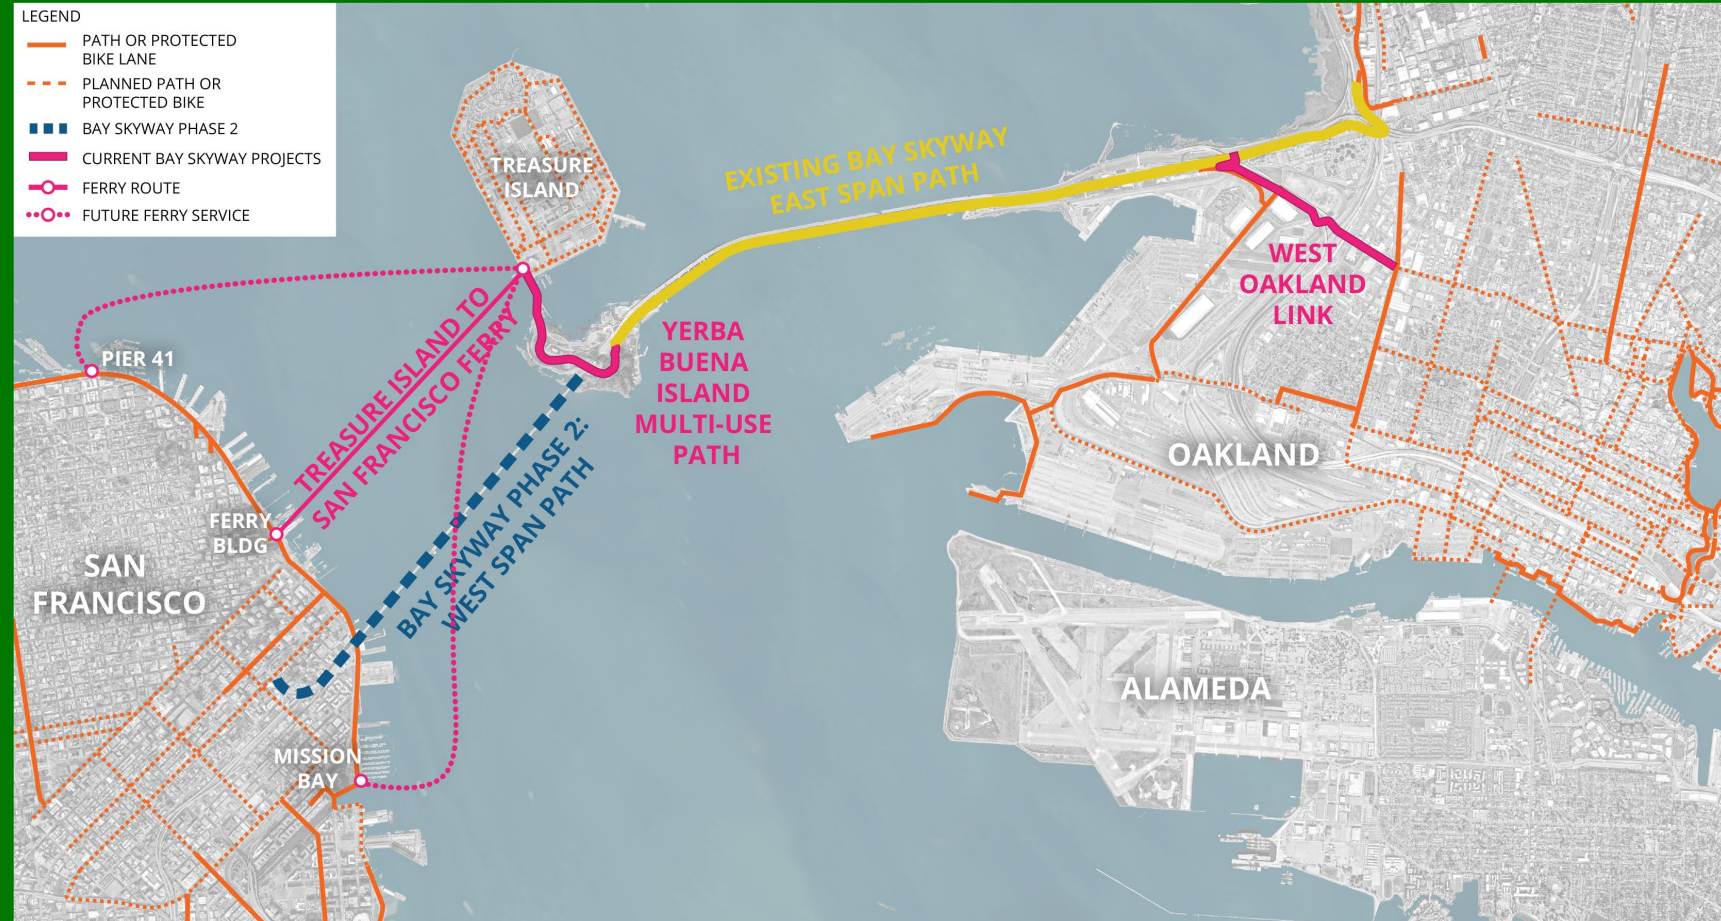 LEGEND
PATH OR PROTECTED
BIKE LANE
PLANNED PATH OR
PROTECTED BIKE
BAY SKYWAY PHASE 2
CURRENT BAY SKYWAY PROJECTS
FERRY ROUTE
FUTURE FERRY SERVICE
TREASURE
ISLAND
EXISTING BAY SKYWAY
EAST SPAN PATH
WEST
OAKLAND
LINK
PIER 41
TREASURE ISLAND TO
SAN FRANCISCO FERRY
YERBA
BUENA
ISLAND
MULTI-USE
PATH
BAY SKYWAY PHASE 2:
WEST SPAN PATH
OAKLAND
FERRY
BLDG
SAN
FRANCISCO
ALAMEDA
MISSION
BAY